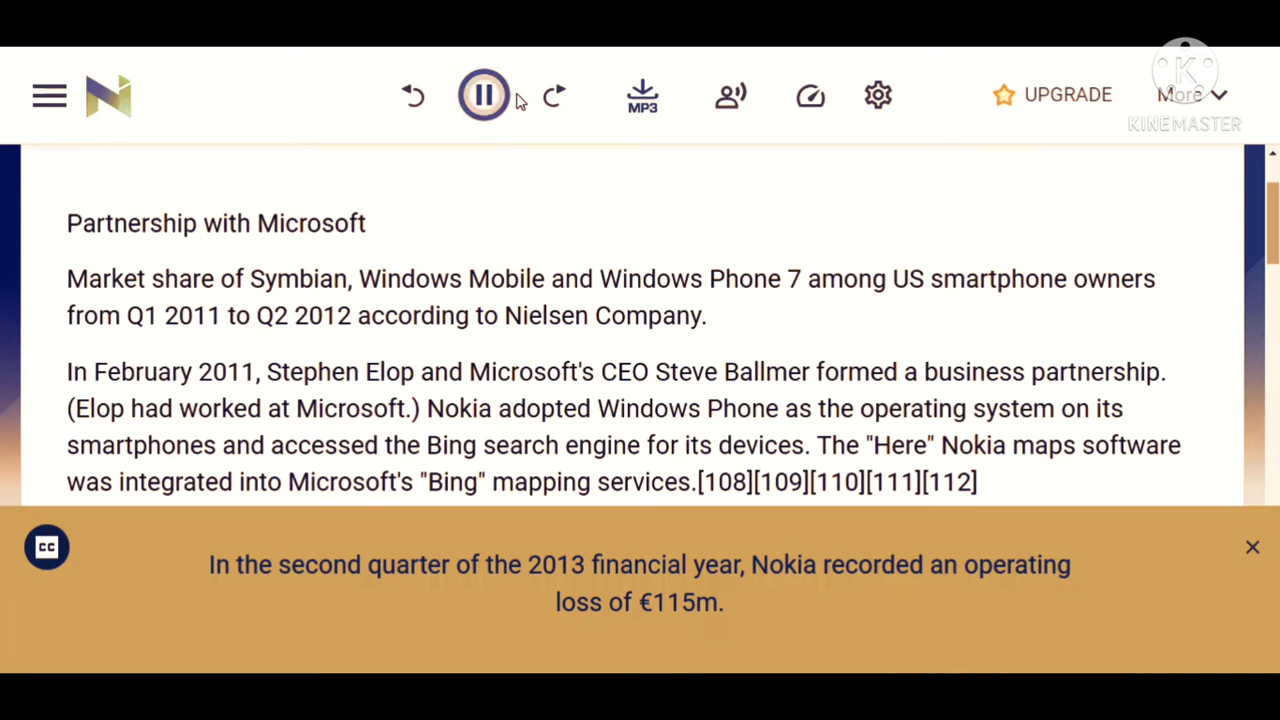 MP3
UPGRADE
More
K
KINEMASTER
Partnership with Microsoft
Market share of Symbian, Windows Mobile and Windows Phone 7 among US smartphone owners
from Q1 2011 to Q2 2012 according to Nielsen Company.
In February 2011, Stephen Elop and Microsoft's CEO Steve Ballmer formed a business partnership.
(Elop had worked at Microsoft.) Nokia adopted Windows Phone as the operating system on its
smartphones and accessed the Bing search engine for its devices. The "Here" Nokia maps software
was integrated into Microsoft's "Bing" mapping services.[108][109][110][111][112]
CC
In the second quarter of the 2013 financial year, Nokia recorded an operating
loss of €115m.